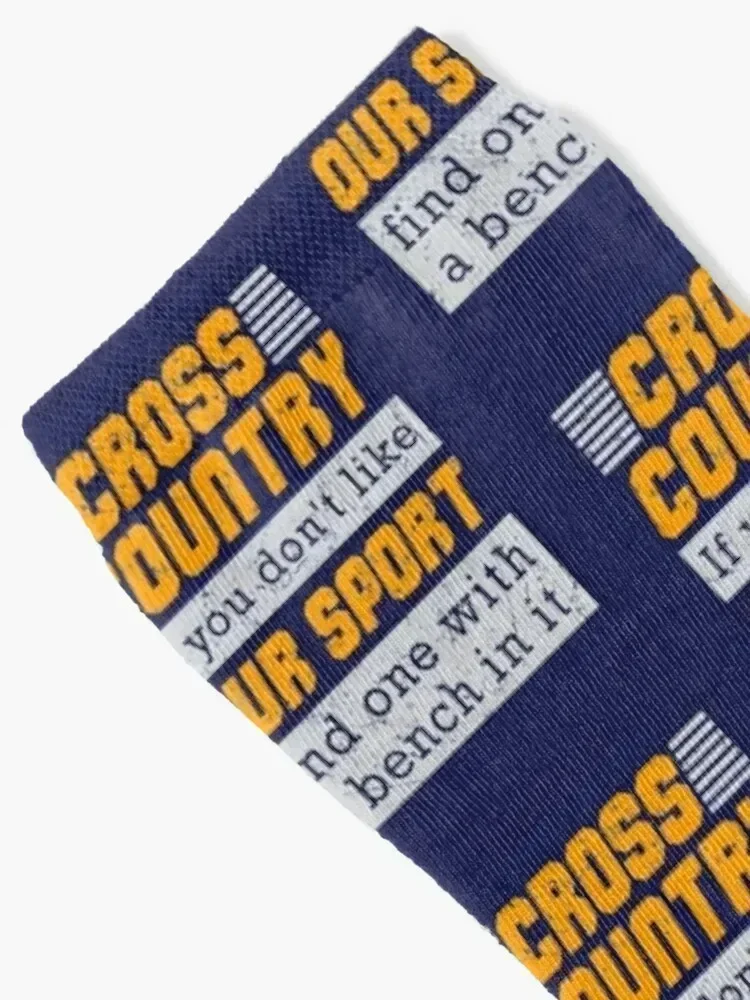 OUR S
find on
a benc
CROSS
COUNTRY
you don't like
OUR SPORT
nd one with
bench in it
CRO
COU
If
CROSS
OUNTR